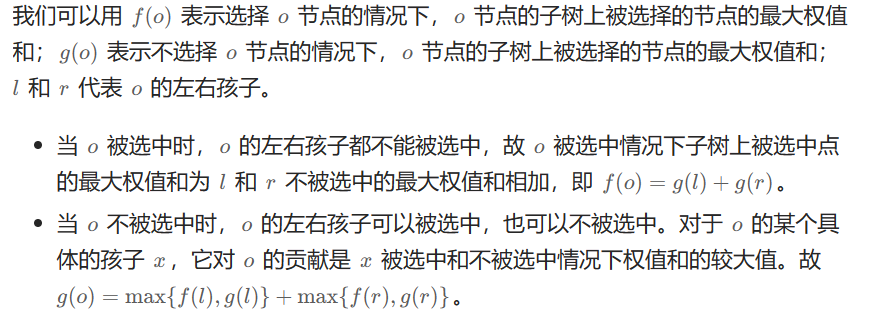 我们可以用 f(o) 表示选择 o 节点的情况下，o 节点的子树上被选择的节点的最大权值
和；g(o) 表示不选择 o 节点的情况下，o 节点的子树上被选择的节点的最大权值和；
l 和 r 代表 o 的左右孩子。
• 当 o 被选中时，o 的左右孩子都不能被选中，故 o 被选中情况下子树上被选中点
的最大权值和为 l 和 r 不被选中的最大权值和相加，即 f(o) = g(l) + g(r)。
• 当 o 不被选中时，o 的左右孩子可以被选中，也可以不被选中。对于 o 的某个具
体的孩子 x，它对 o 的贡献是 x 被选中和不被选中情况下权值和的较大值。故
g(o) = max{f(l), g(l)} + max{f(r), g(r)}。